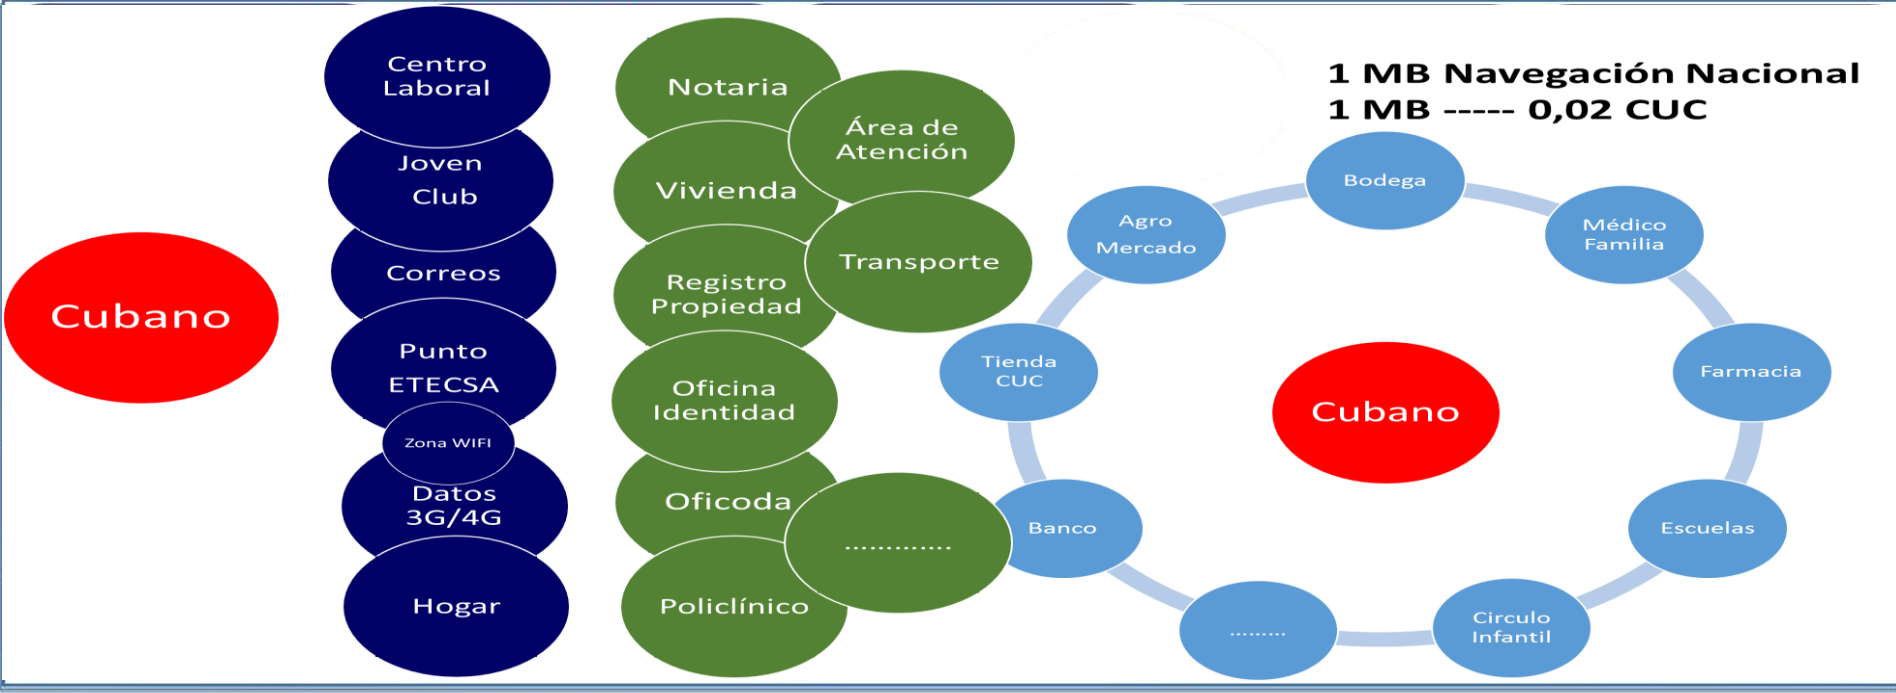 Cubano
Centro
Laboral
Joven
Club
Correos
Punto
ETECSA
Zona WIFI
Datos
3G/4G
Hogar
Notaria
Vivienda
Registro
Propiedad
Oficina
Identidad
Oficoda
Policlínico
Área de
Atención
Transporte
.............
1 MB Navegación Nacional
1 MB ----- 0,02 CUC
Bodega
Médico
Familia
Farmacia
Escuelas
Circulo
Infantil
.........
Banco
Tienda
CUC
Agro
Mercado
Cubano